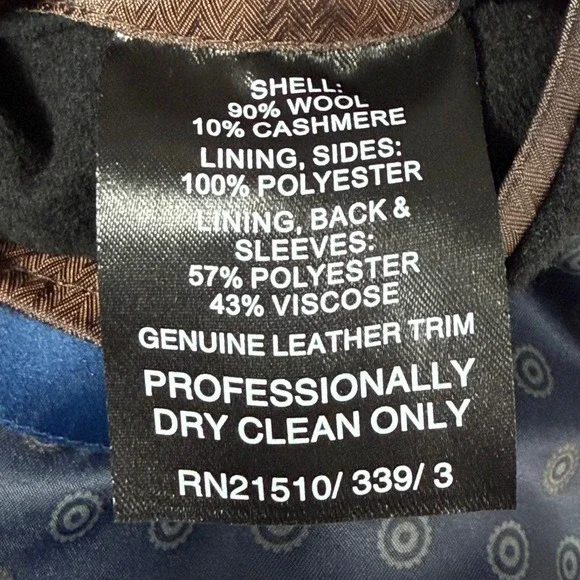 SHELL:
90% WOOL
10% CASHMERE
LINING, SIDES:
100% POLYESTER
LINING, BACK &
SLEEVES:
57% POLYESTER
43% VISCOSE
GENUINE LEATHER TRIM
PROFESSIONALLY
DRY CLEAN ONLY
RN21510/ 339/ 3